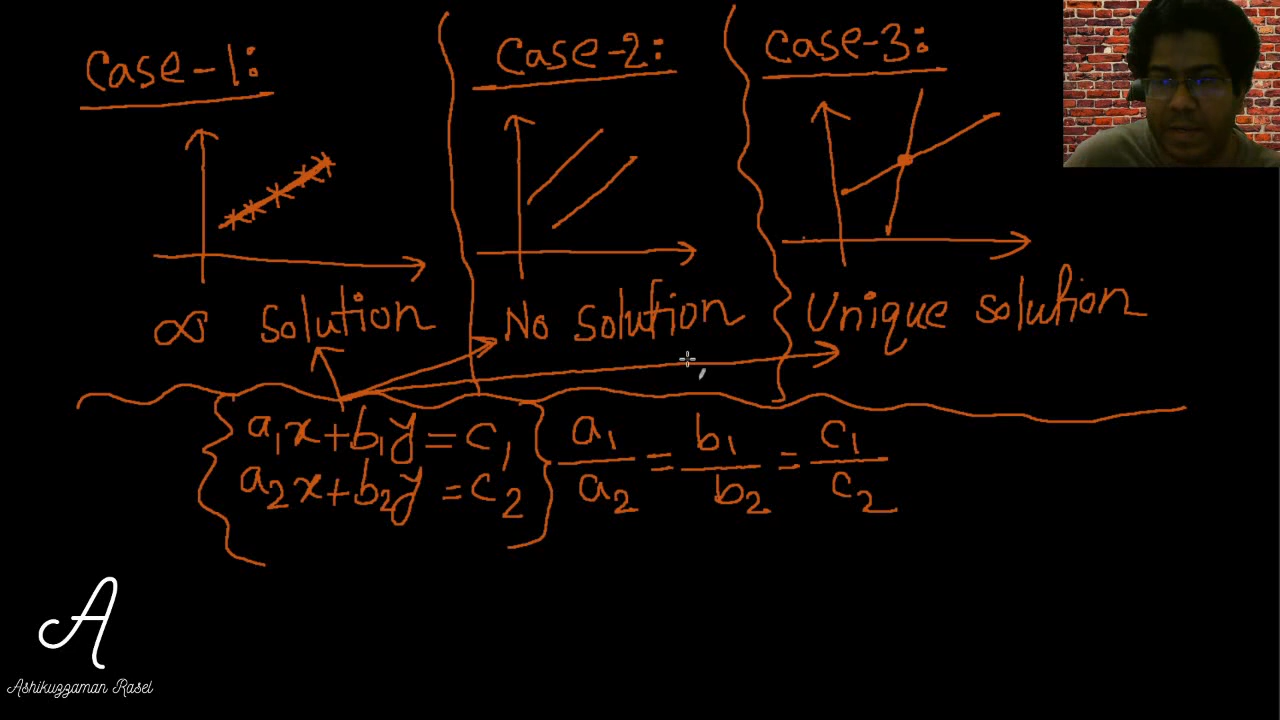 Case-1:
Case-2:
Case-3:
∞ Solution
No Solution
Unique solution
a₁x+b₁y=c₁
a₂x+b₂y=c₂
a₁/a₂ = b₁/b₂ = c₁/c₂
A
Ashikuzzaman Rasel